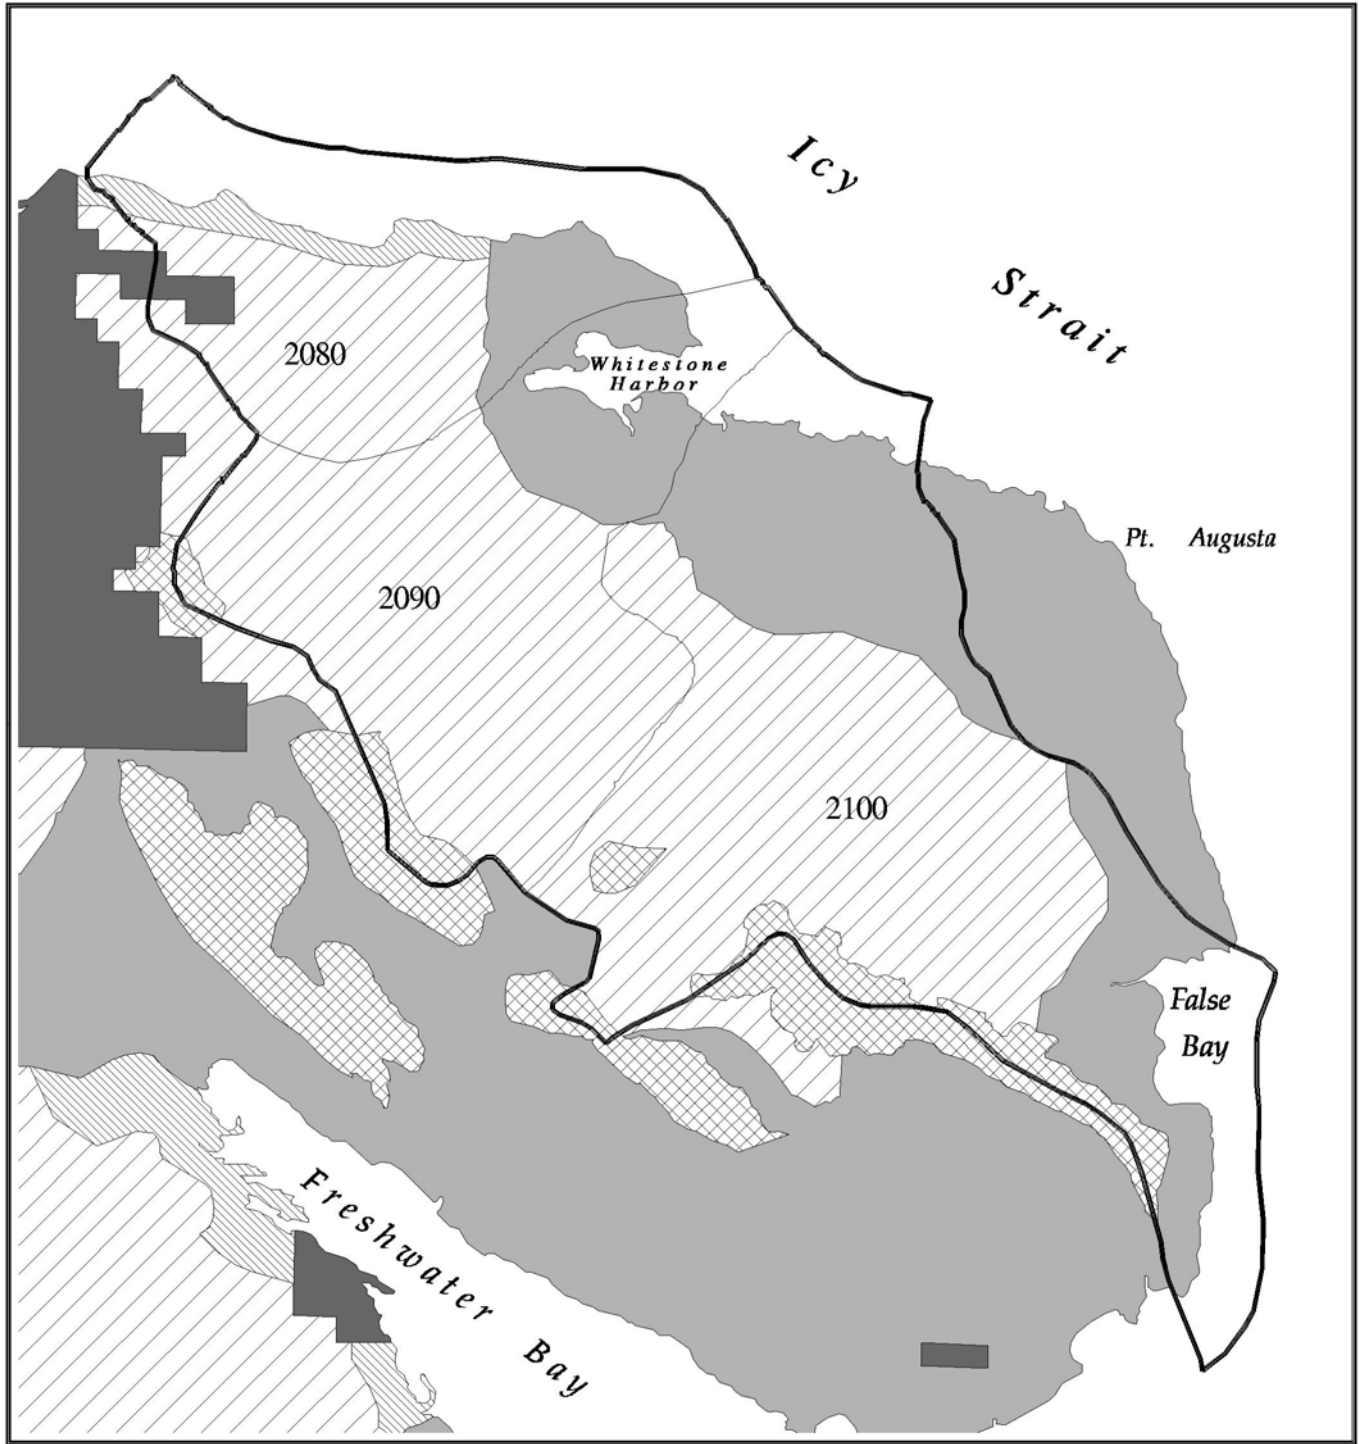 Icy
Strait
2080
Whitestone
Harbor
Pt. Augusta
2090
2100
False
Bay
Freshwater Bay